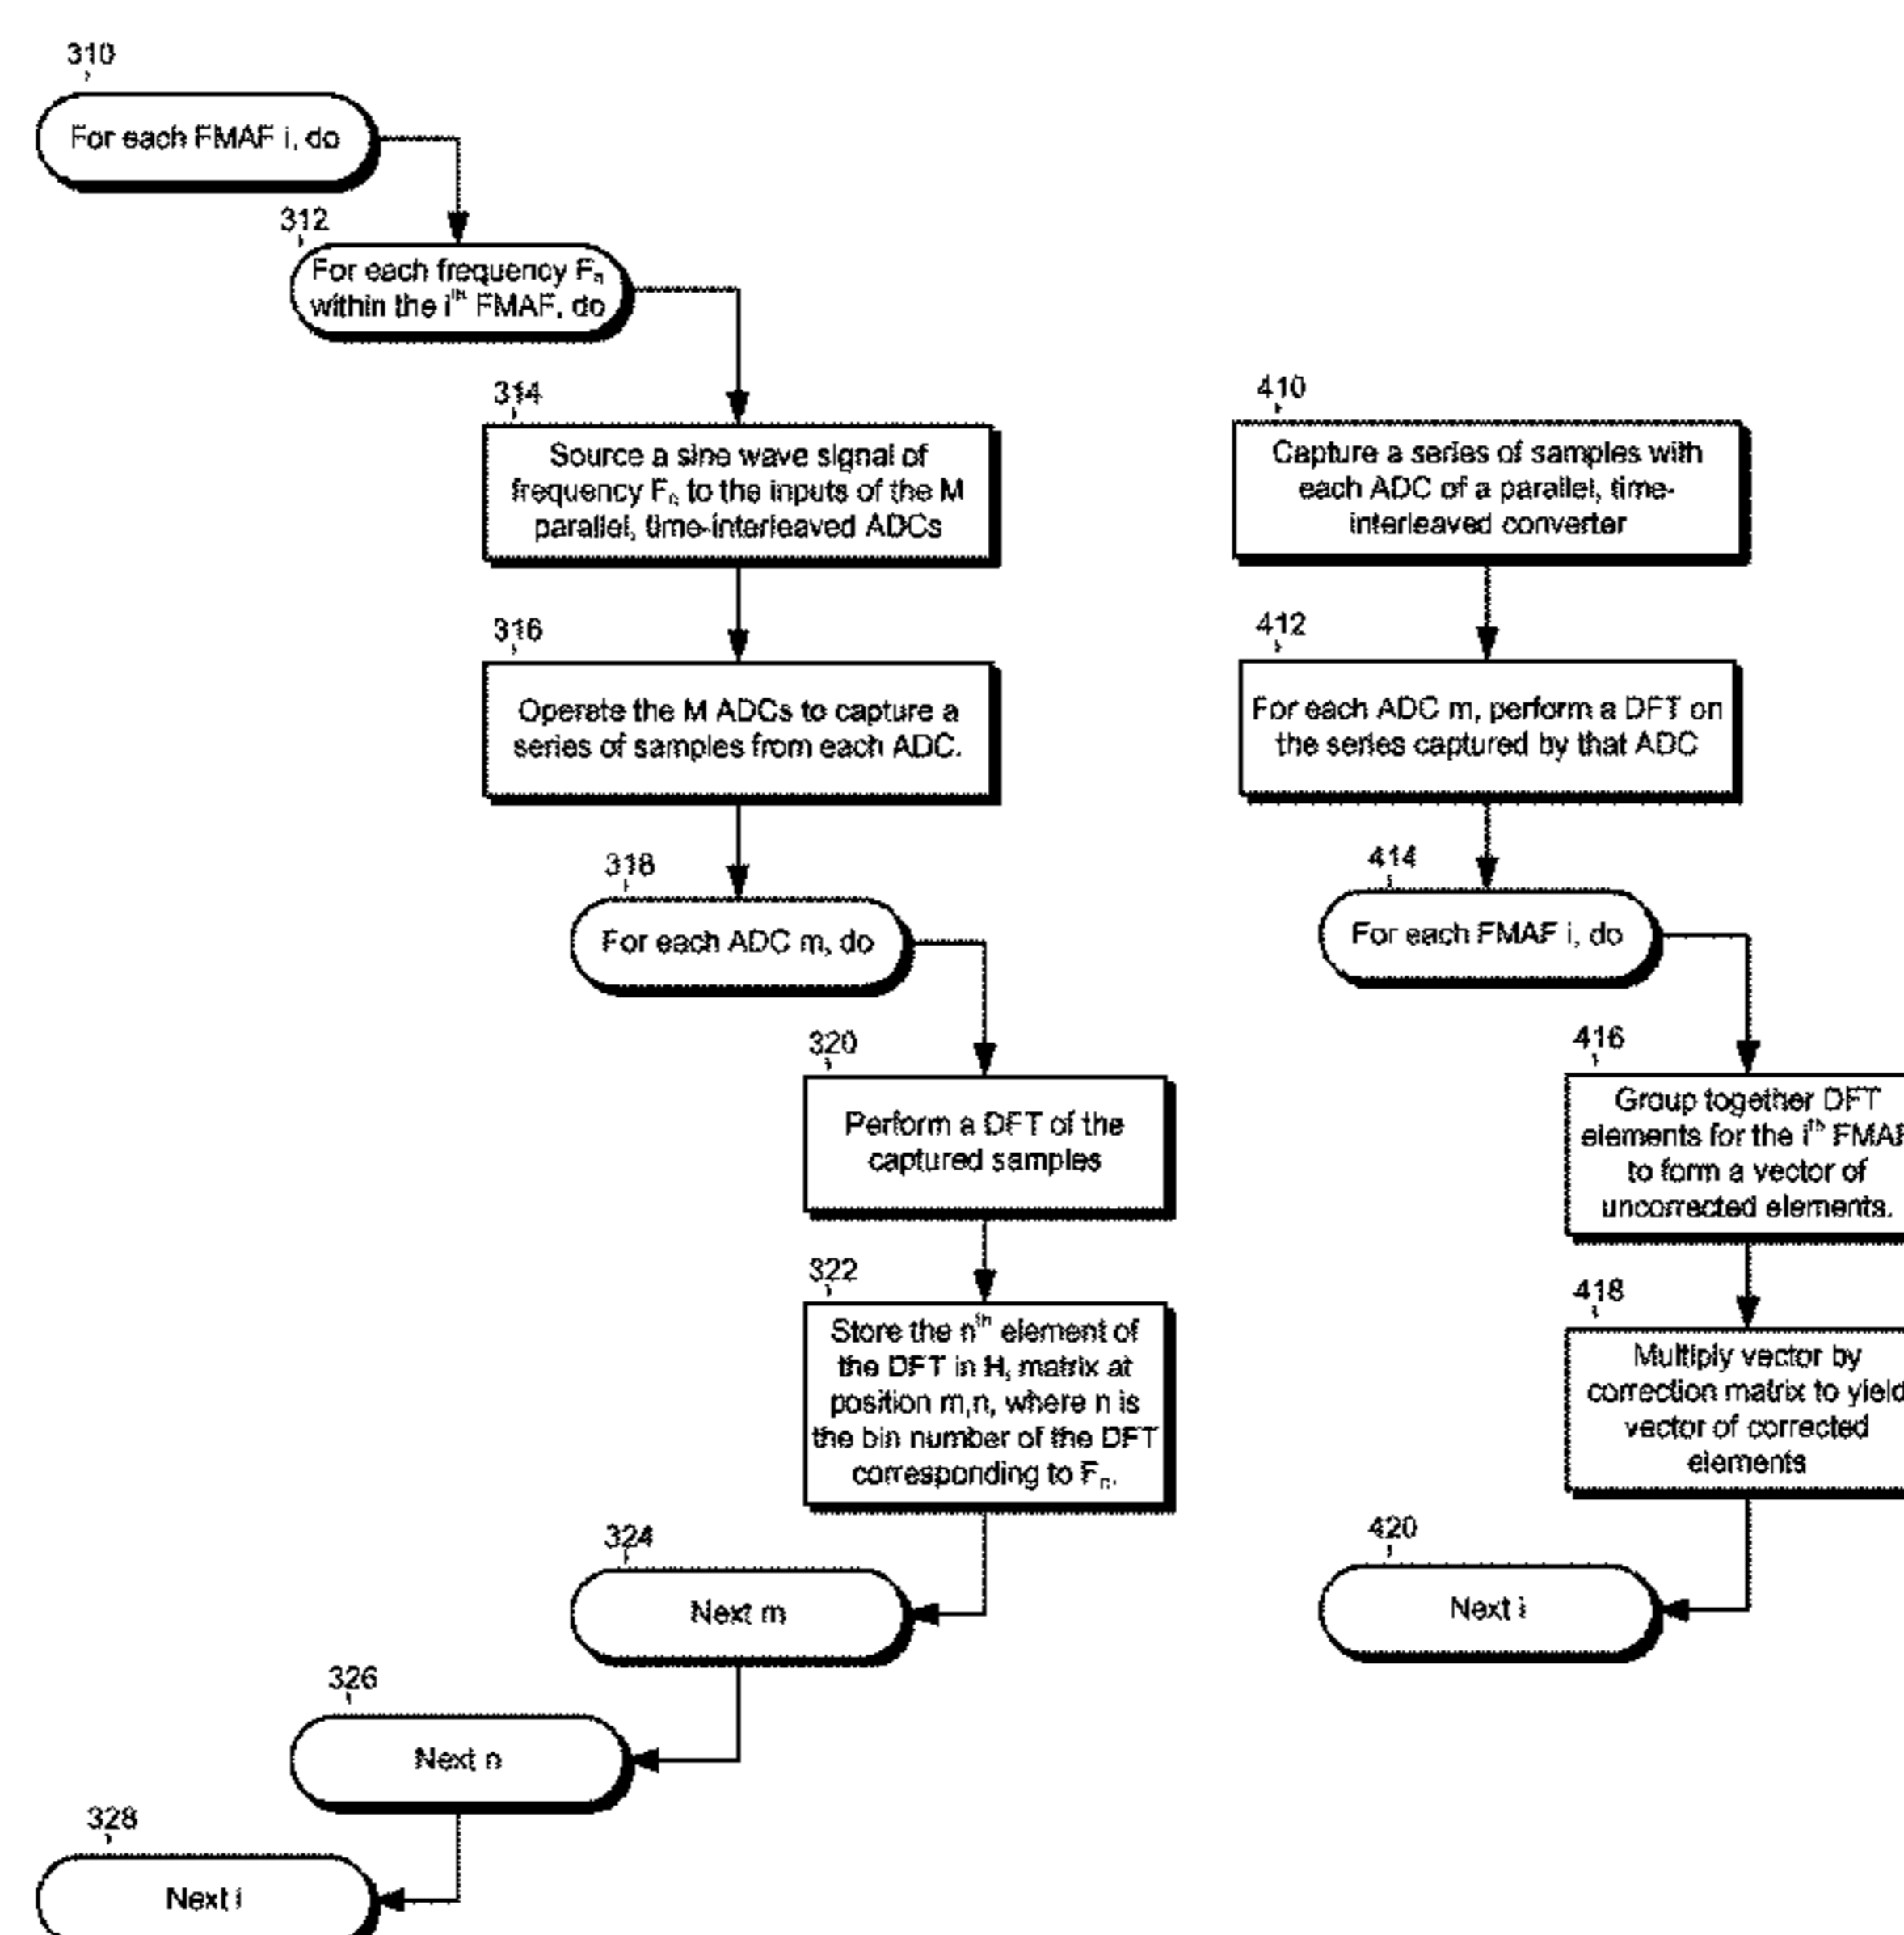 310
For each FMAF i, do
312
For each frequency Fn
within the ith FMAF, do
314
Source a sine wave signal of
frequency Fn to the inputs of the M
parallel, time-interleaved ADCs
316
Operate the M ADCs to capture a
series of samples from each ADC.
318
For each ADC m, do
320
Perform a DFT of the
captured samples
322
Store the nth element of
the DFT in Hi matrix at
position m,n, where n is
the bin number of the DFT
corresponding to Fn.
324
Next m
326
Next n
328
Next i
410
Capture a series of samples with
each ADC of a parallel, time-
interleaved converter
412
For each ADC m, perform a DFT on
the series captured by that ADC
414
For each FMAF i, do
416
Group together DFT
elements for the ith FMAF
to form a vector of
uncorrected elements.
418
Multiply vector by
correction matrix to yield
vector of corrected
elements
420
Next i